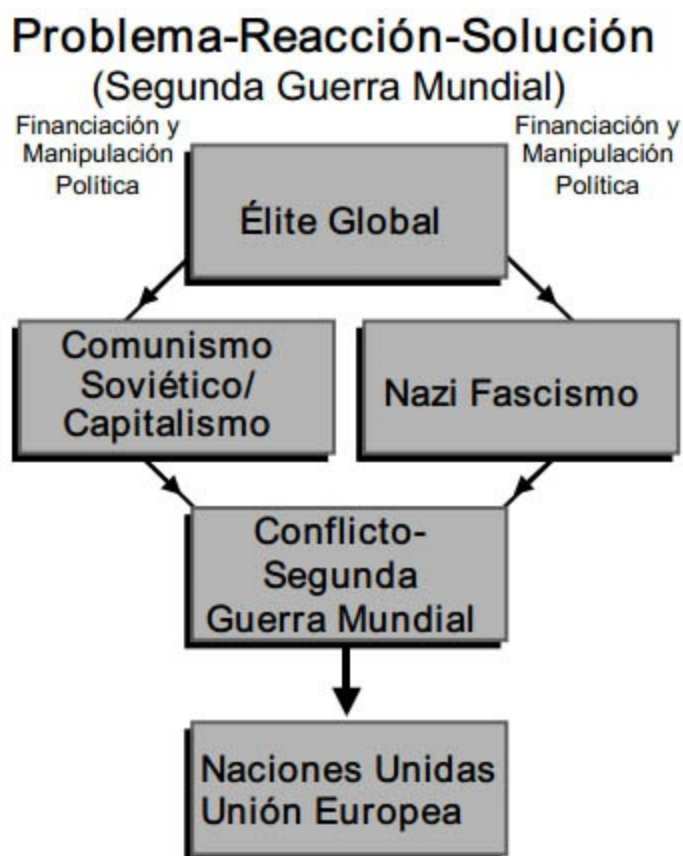 Problema-Reacción-Solución
(Segunda Guerra Mundial)
Financiación y
Manipulación
Política
Financiación y
Manipulación
Política
Élite Global
Comunismo
Soviético/
Capitalismo
Nazi Fascismo
Conflicto-
Segunda
Guerra Mundial
Naciones Unidas
Unión Europea